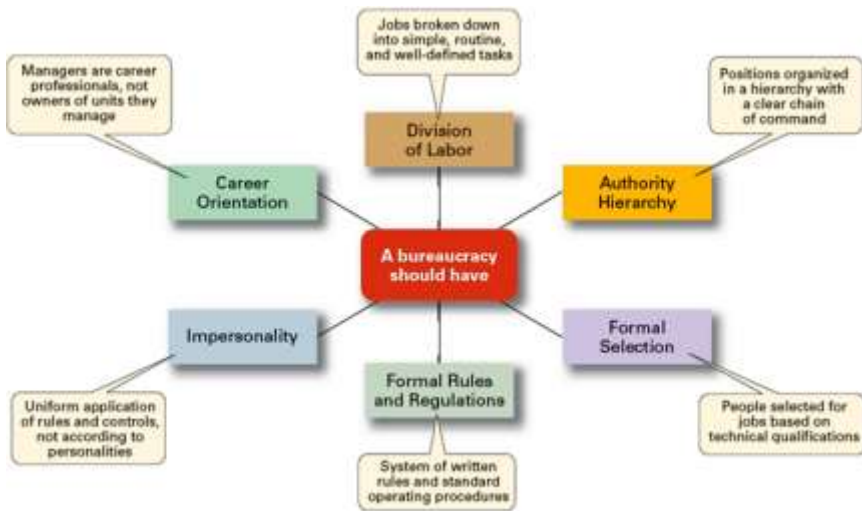 Jobs broken down
into simple, routine,
and well-defined tasks
Managers are career
professionals, not
owners of units they
manage
Positions organized
in a hierarchy with
a clear chain
of command
Division
of Labor
Career
Orientation
Authority
Hierarchy
A bureaucracy
should have
Impersonality
Formal
Selection
Formal Rules
and Regulations
Uniform application
of rules and controls,
not according to
personalities
People selected for
jobs based on
technical qualifications
System of written
rules and standard
operating procedures